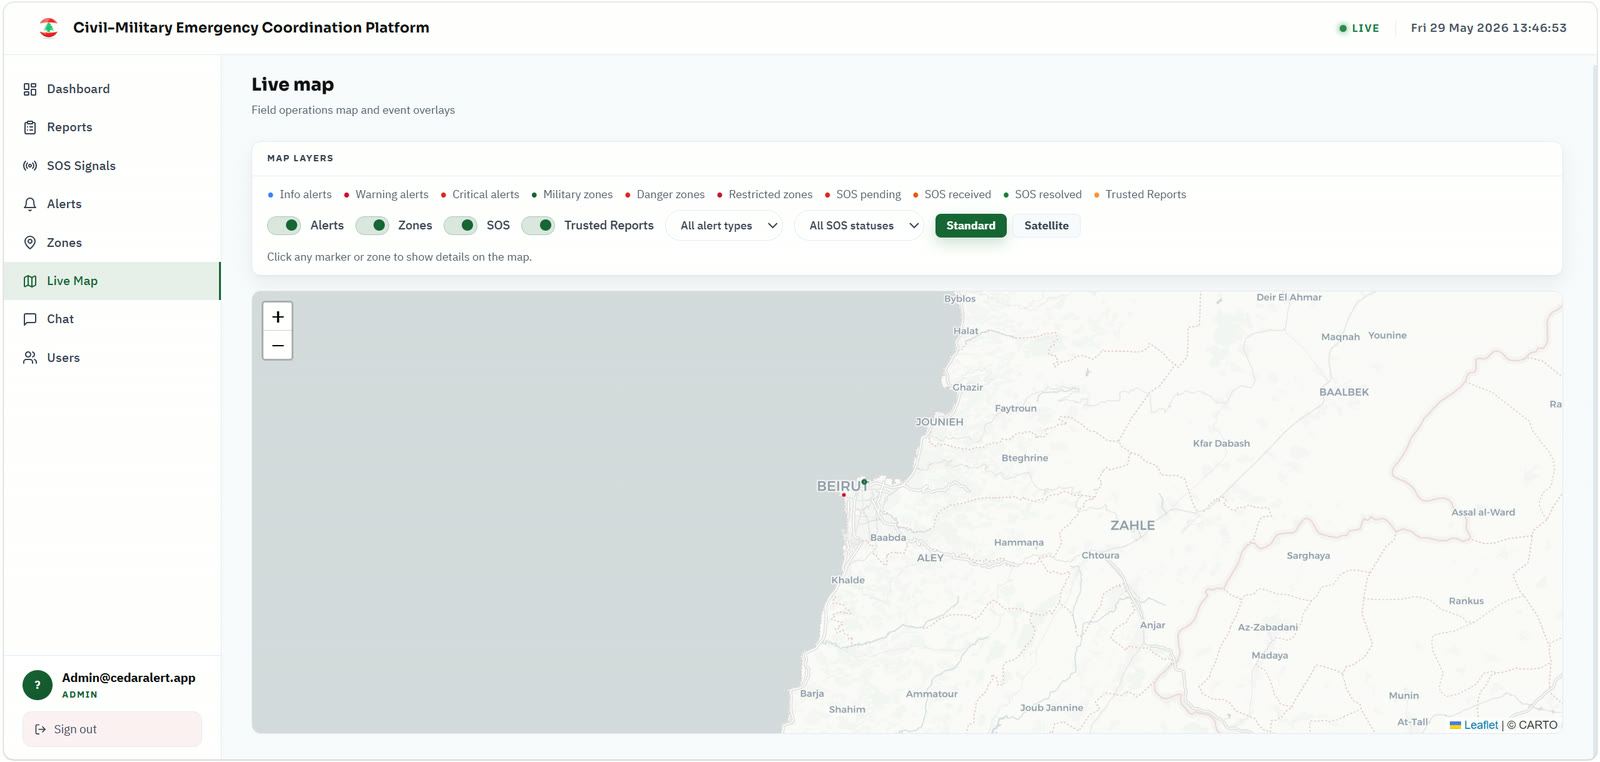 Civil-Military Emergency Coordination Platform
LIVE
Fri 29 May 2026 13:46:53
Dashboard
Reports
SOS Signals
Alerts
Zones
Live Map
Chat
Users
?
Admin@cedaralert.app
ADMIN
Sign out
Live map
Field operations map and event overlays
MAP LAYERS
Info alerts Warning alerts Critical alerts Military zones Danger zones Restricted zones SOS pending SOS received SOS resolved Trusted Reports
Alerts Zones SOS Trusted Reports All alert types All SOS statuses Standard Satellite
Click any marker or zone to show details on the map.
+
−
Byblos
Deir El Ahmar
Halat
Maqnah
Younine
Ghazir
BAALBEK
Faytroun
Ra
JOUNIEH
Kfar Dabash
Bteghrine
BEIRUT
Assal al-Ward
ZAHLE
Baabda
Hammana
ALEY
Chtoura
Sarghaya
Khalde
Rankus
Anjar
Az-Zabadani
Madaya
Barja
Ammatour
Munin
Shahim
Joub Jannine
At-Tall
Leaflet | © CARTO